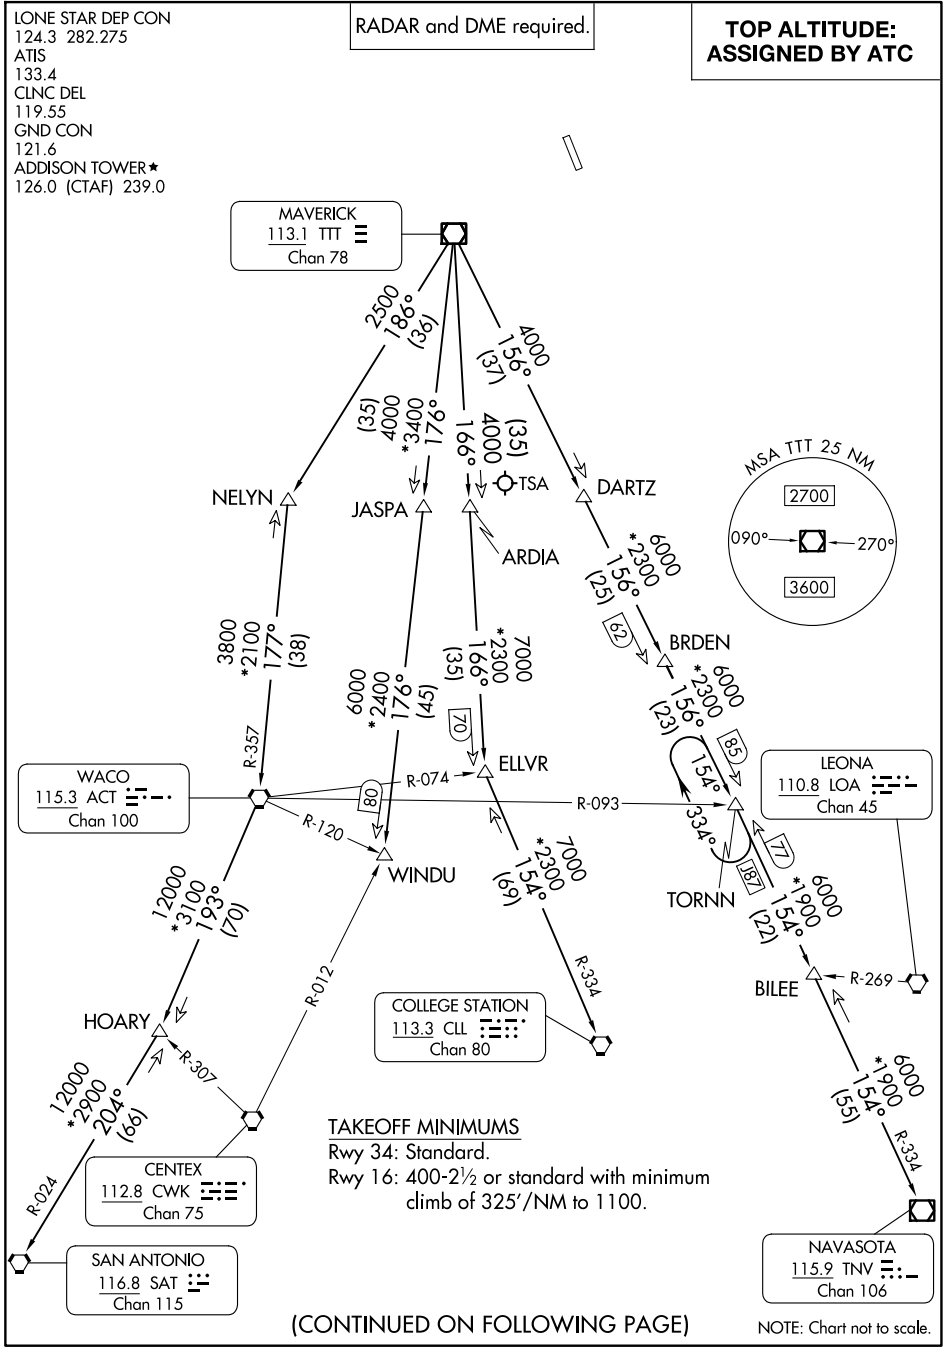 LONE STAR DEP CON
124.3 282.275
ATIS
133.4
CLNC DEL
119.55
GND CON
121.6
ADDISON TOWER★
126.0 (CTAF) 239.0
RADAR and DME required.
TOP ALTITUDE:
ASSIGNED BY ATC
MAVERICK
113.1 TTT
Chan 78
2500
186°
(36)
(35)
4000
*3400
176°
(35)
4000
166°
4000
156°
(37)
NELYN
JASPA
TSA
ARDIA
DARTZ
MSA TTT 25 NM
2700
090°
270°
3600
3800
*2100
177°
(38)
R-357
6000
*2400
176°
(45)
80
7000
*2300
166°
(35)
70
6000
*2300
156°
(25)
62
BRDEN
6000
*2300
156°
(23)
85
WACO
115.3 ACT
Chan 100
R-074
R-093
R-120
ELLVR
WINDU
154°
334°
J87
77
TORNN
LEONA
110.8 LOA
Chan 45
12000
*3100
193°
(70)
7000
*2300
154°
(69)
R-334
6000
*1900
154°
(22)
BILEE
R-269
HOARY
R-307
R-012
COLLEGE STATION
113.3 CLL
Chan 80
12000
*2900
204°
(66)
R-024
6000
*1900
154°
(55)
R-334
TAKEOFF MINIMUMS
Rwy 34: Standard.
Rwy 16: 400-2½ or standard with minimum
climb of 325'/NM to 1100.
CENTEX
112.8 CWK
Chan 75
SAN ANTONIO
116.8 SAT
Chan 115
NAVASOTA
115.9 TNV
Chan 106
(CONTINUED ON FOLLOWING PAGE)
NOTE: Chart not to scale.